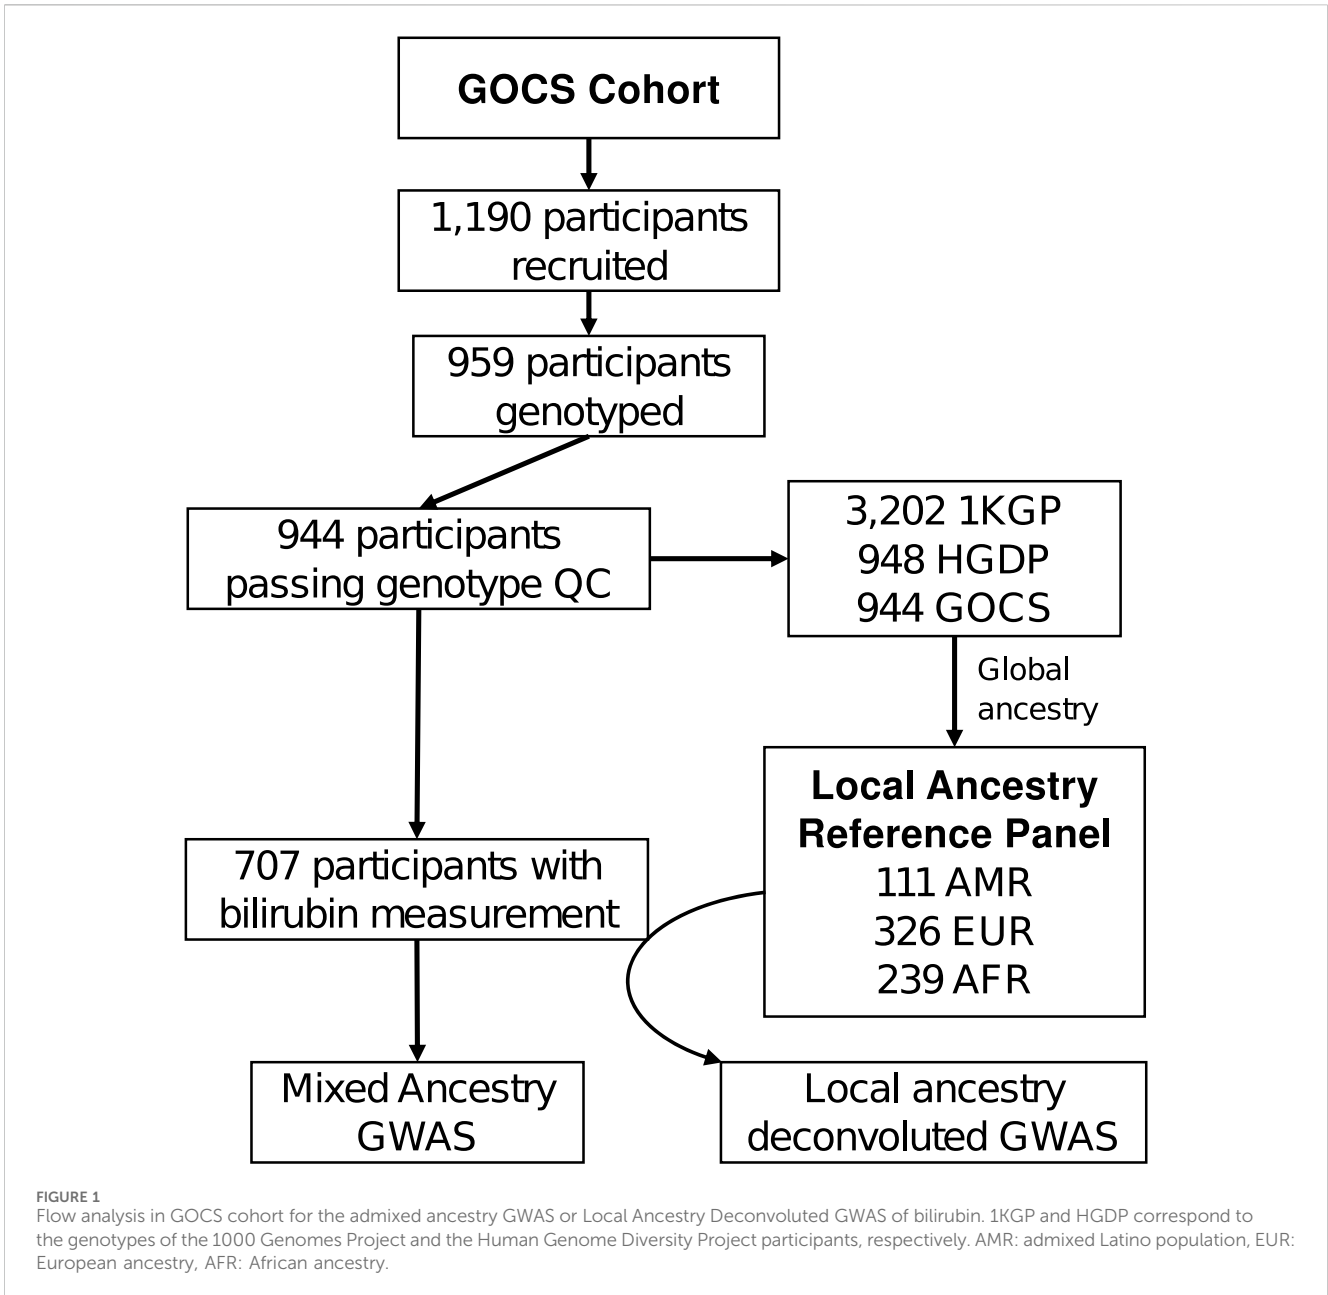 GOCS Cohort
1,190 participants
recruited
959 participants
genotyped
944 participants
passing genotype QC
3,202 1KGP
948 HGDP
944 GOCS
Global
ancestry
Local Ancestry
Reference Panel
111 AMR
326 EUR
239 AFR
707 participants with
bilirubin measurement
Mixed Ancestry
GWAS
Local ancestry
deconvoluted GWAS
FIGURE 1
Flow analysis in GOCS cohort for the admixed ancestry GWAS or Local Ancestry Deconvoluted GWAS of bilirubin. 1KGP and HGDP correspond to
the genotypes of the 1000 Genomes Project and the Human Genome Diversity Project participants, respectively. AMR: admixed Latino population, EUR:
European ancestry, AFR: African ancestry.